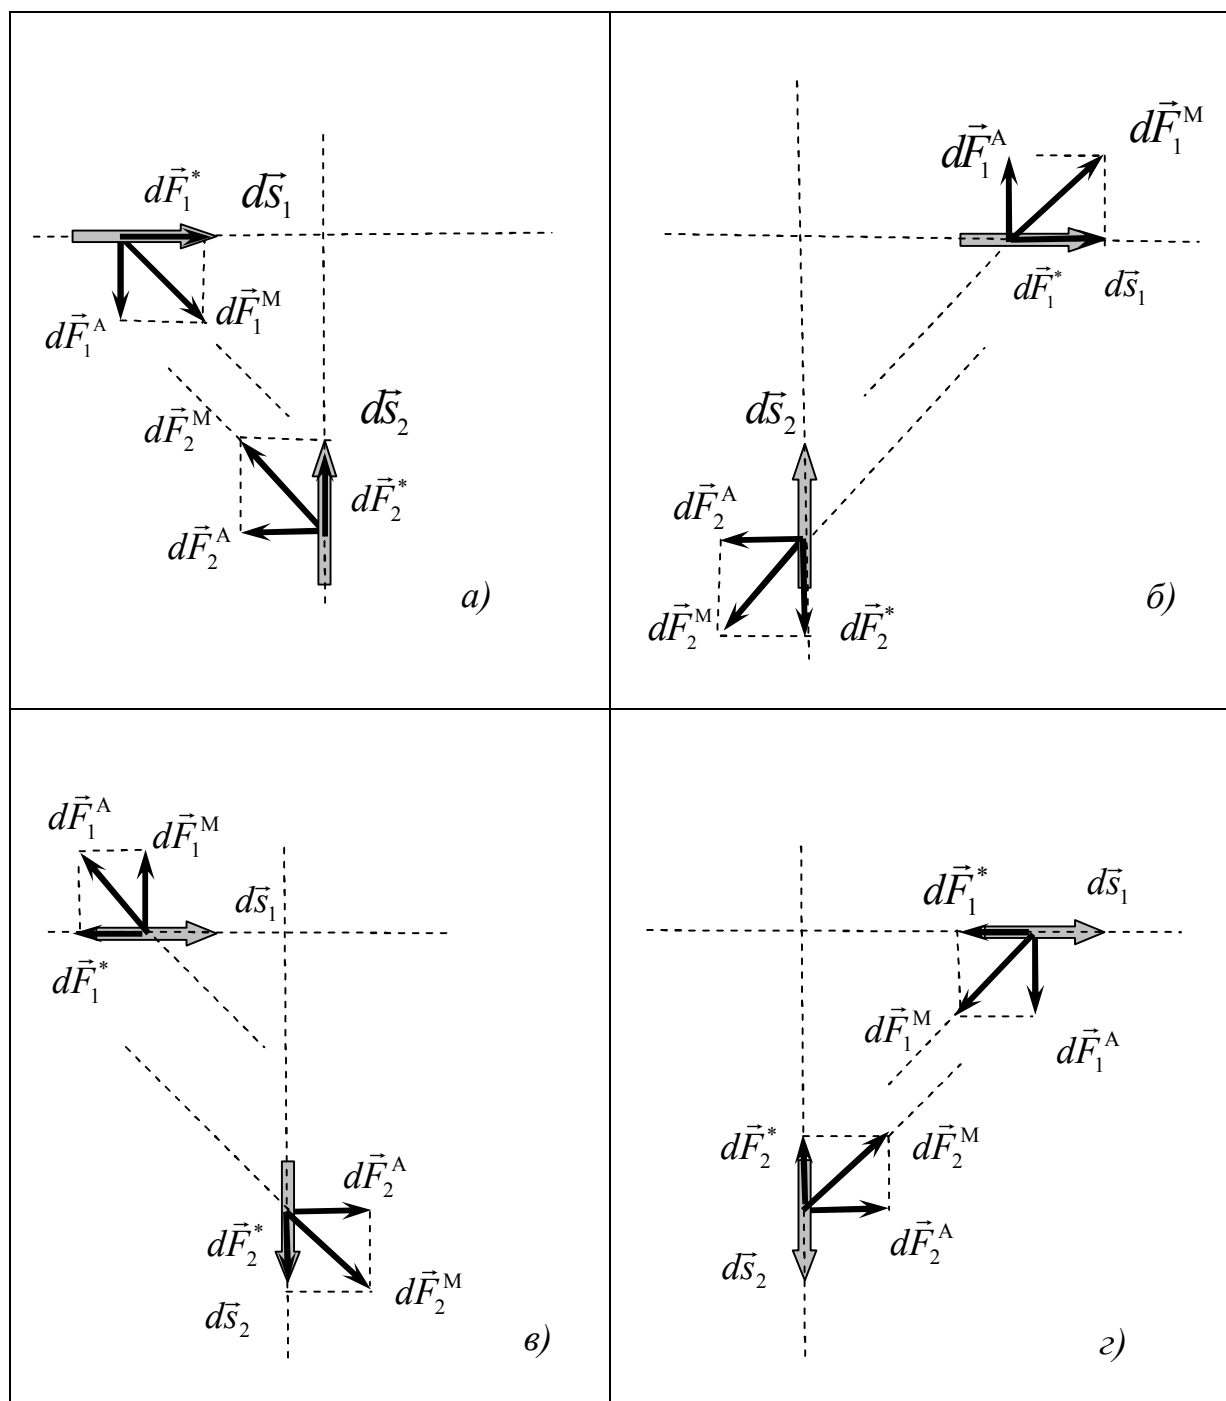 dF⃗₁* ds⃗₁
dF⃗₁ᴬ dF⃗₁ᴹ
dF⃗₂ᴹ ds⃗₂
dF⃗₂*
dF⃗₂ᴬ
а)
dF⃗₁ᴬ dF⃗₁ᴹ
dF⃗₁* ds⃗₁
ds⃗₂
dF⃗₂ᴬ
dF⃗₂ᴹ dF⃗₂*
б)
dF⃗₁ᴬ dF⃗₁ᴹ
ds⃗₁
dF⃗₁*
dF⃗₂ᴬ
dF⃗₂*
dF⃗₂ᴹ
ds⃗₂
в)
dF⃗₁* ds⃗₁
dF⃗₁ᴹ dF⃗₁ᴬ
dF⃗₂* dF⃗₂ᴹ
dF⃗₂ᴬ
ds⃗₂
г)